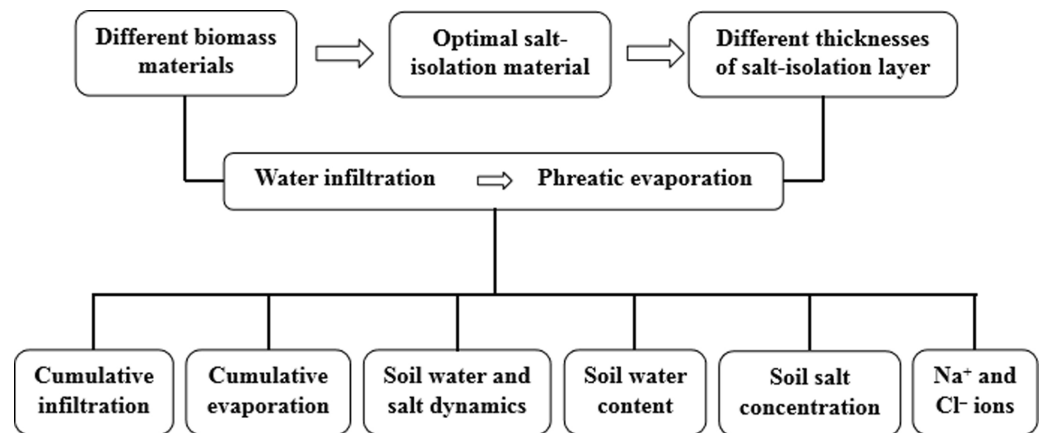 Different biomass
materials
Optimal salt-
isolation material
Different thicknesses
of salt-isolation layer
Water infiltration
Phreatic evaporation
Cumulative
infiltration
Cumulative
evaporation
Soil water and
salt dynamics
Soil water
content
Soil salt
concentration
Na⁺ and
Cl⁻ ions